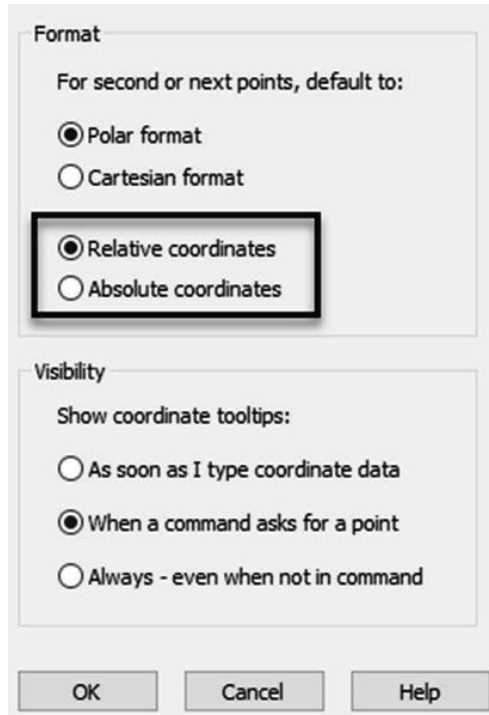 Format
For second or next points, default to:
Polar format
Cartesian format
Relative coordinates
Absolute coordinates
Visibility
Show coordinate tooltips:
As soon as I type coordinate data
When a command asks for a point
Always - even when not in command
OK Cancel Help